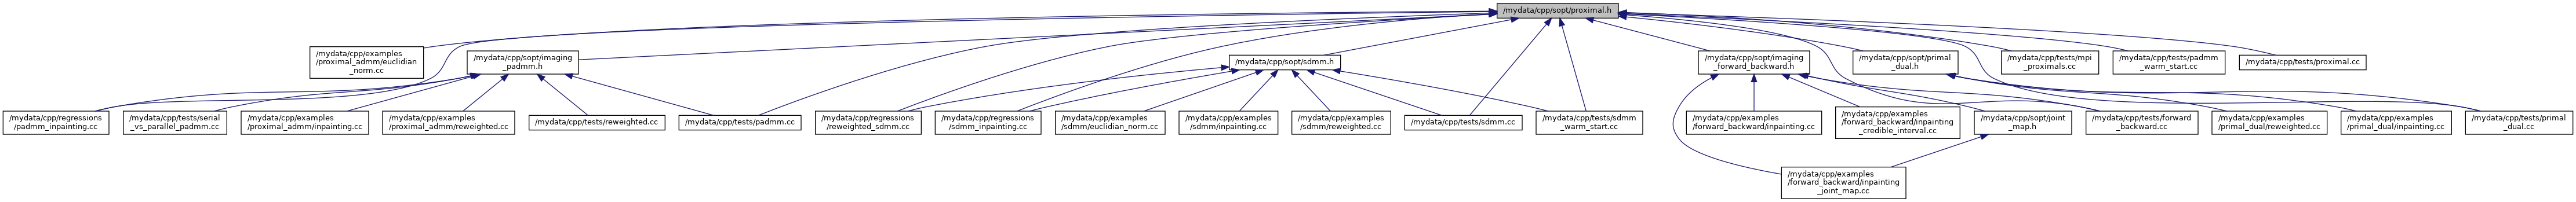 /mydata/cpp/sopt/proximal.h
/mydata/cpp/examples
/proximal_admm/euclidian
_norm.cc
/mydata/cpp/sopt/imaging
_padmm.h
/mydata/cpp/sopt/sdmm.h
/mydata/cpp/sopt/imaging
_forward_backward.h
/mydata/cpp/sopt/primal
_dual.h
/mydata/cpp/tests/mpi
_proximals.cc
/mydata/cpp/tests/padmm
_warm_start.cc
/mydata/cpp/tests/proximal.cc
/mydata/cpp/regressions
/padmm_inpainting.cc
/mydata/cpp/tests/serial
_vs_parallel_padmm.cc
/mydata/cpp/examples
/proximal_admm/inpainting.cc
/mydata/cpp/examples
/proximal_admm/reweighted.cc
/mydata/cpp/tests/reweighted.cc
/mydata/cpp/tests/padmm.cc
/mydata/cpp/regressions
/reweighted_sdmm.cc
/mydata/cpp/regressions
/sdmm_inpainting.cc
/mydata/cpp/examples
/sdmm/euclidian_norm.cc
/mydata/cpp/examples
/sdmm/inpainting.cc
/mydata/cpp/examples
/sdmm/reweighted.cc
/mydata/cpp/tests/sdmm.cc
/mydata/cpp/tests/sdmm
_warm_start.cc
/mydata/cpp/examples
/forward_backward/inpainting.cc
/mydata/cpp/examples
/forward_backward/inpainting
_credible_interval.cc
/mydata/cpp/sopt/joint
_map.h
/mydata/cpp/tests/forward
_backward.cc
/mydata/cpp/examples
/primal_dual/reweighted.cc
/mydata/cpp/examples
/primal_dual/inpainting.cc
/mydata/cpp/tests/primal
_dual.cc
/mydata/cpp/examples
/forward_backward/inpainting
_joint_map.cc